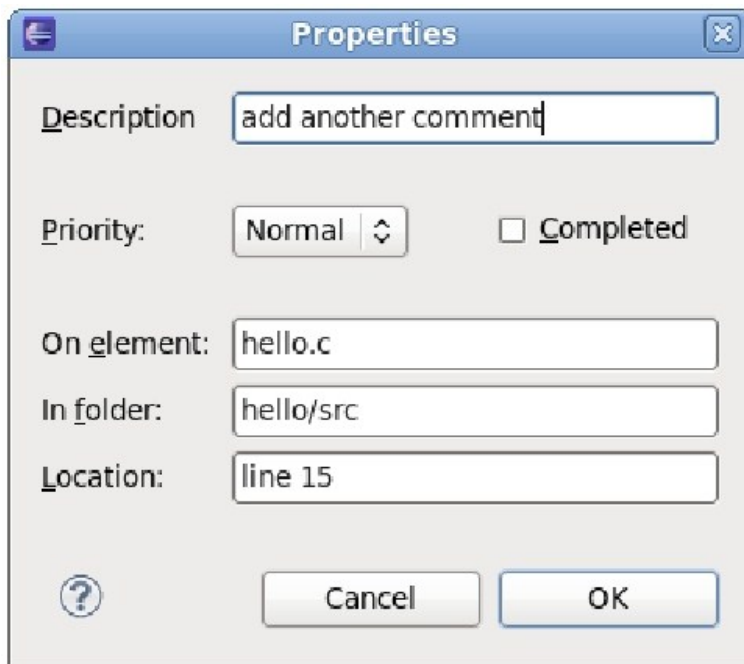 Properties
Description add another comment
Priority: Normal Completed
On element: hello.c
In folder: hello/src
Location: line 15
? Cancel OK